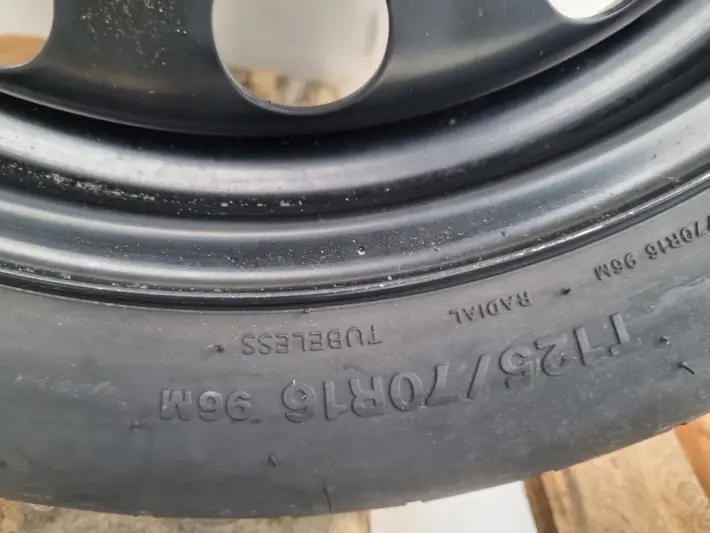 /70R16 96M
RADIAL TUBELESS
T125/70R16 96M